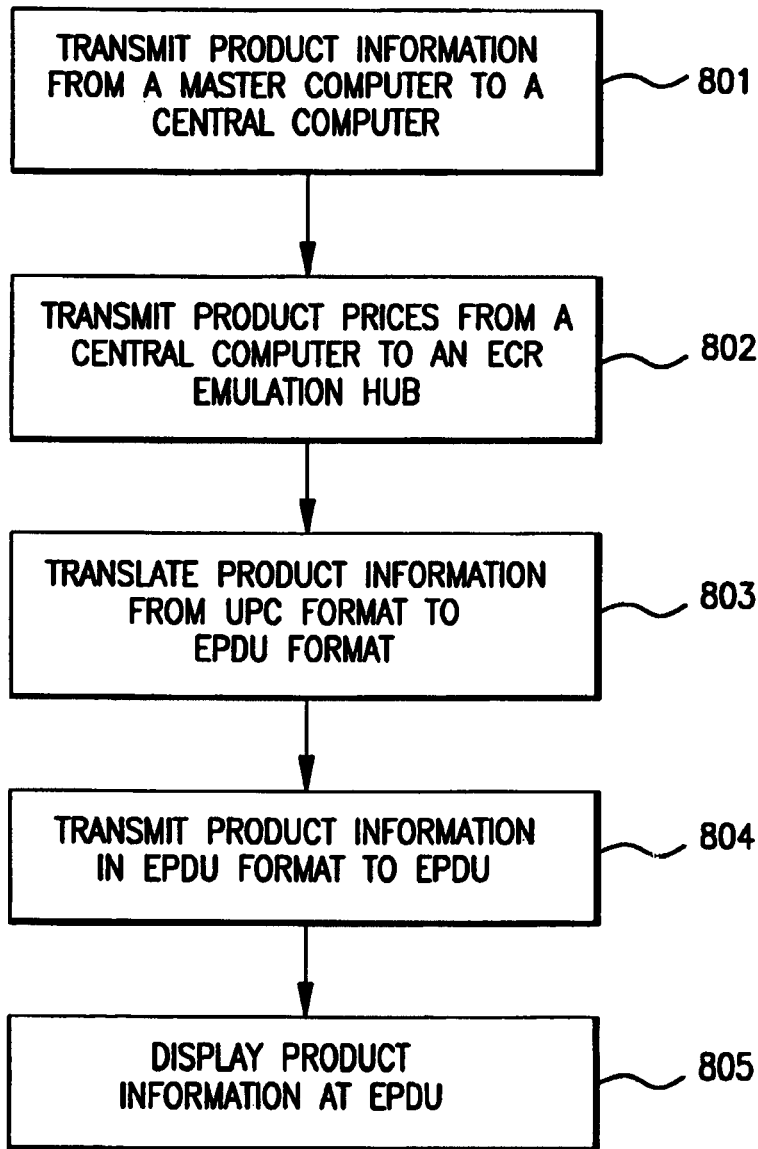 TRANSMIT PRODUCT INFORMATION
FROM A MASTER COMPUTER TO A
CENTRAL COMPUTER
801
TRANSMIT PRODUCT PRICES FROM A
CENTRAL COMPUTER TO AN ECR
EMULATION HUB
802
TRANSLATE PRODUCT INFORMATION
FROM UPC FORMAT TO
EPDU FORMAT
803
TRANSMIT PRODUCT INFORMATION
IN EPDU FORMAT TO EPDU
804
DISPLAY PRODUCT
INFORMATION AT EPDU
805